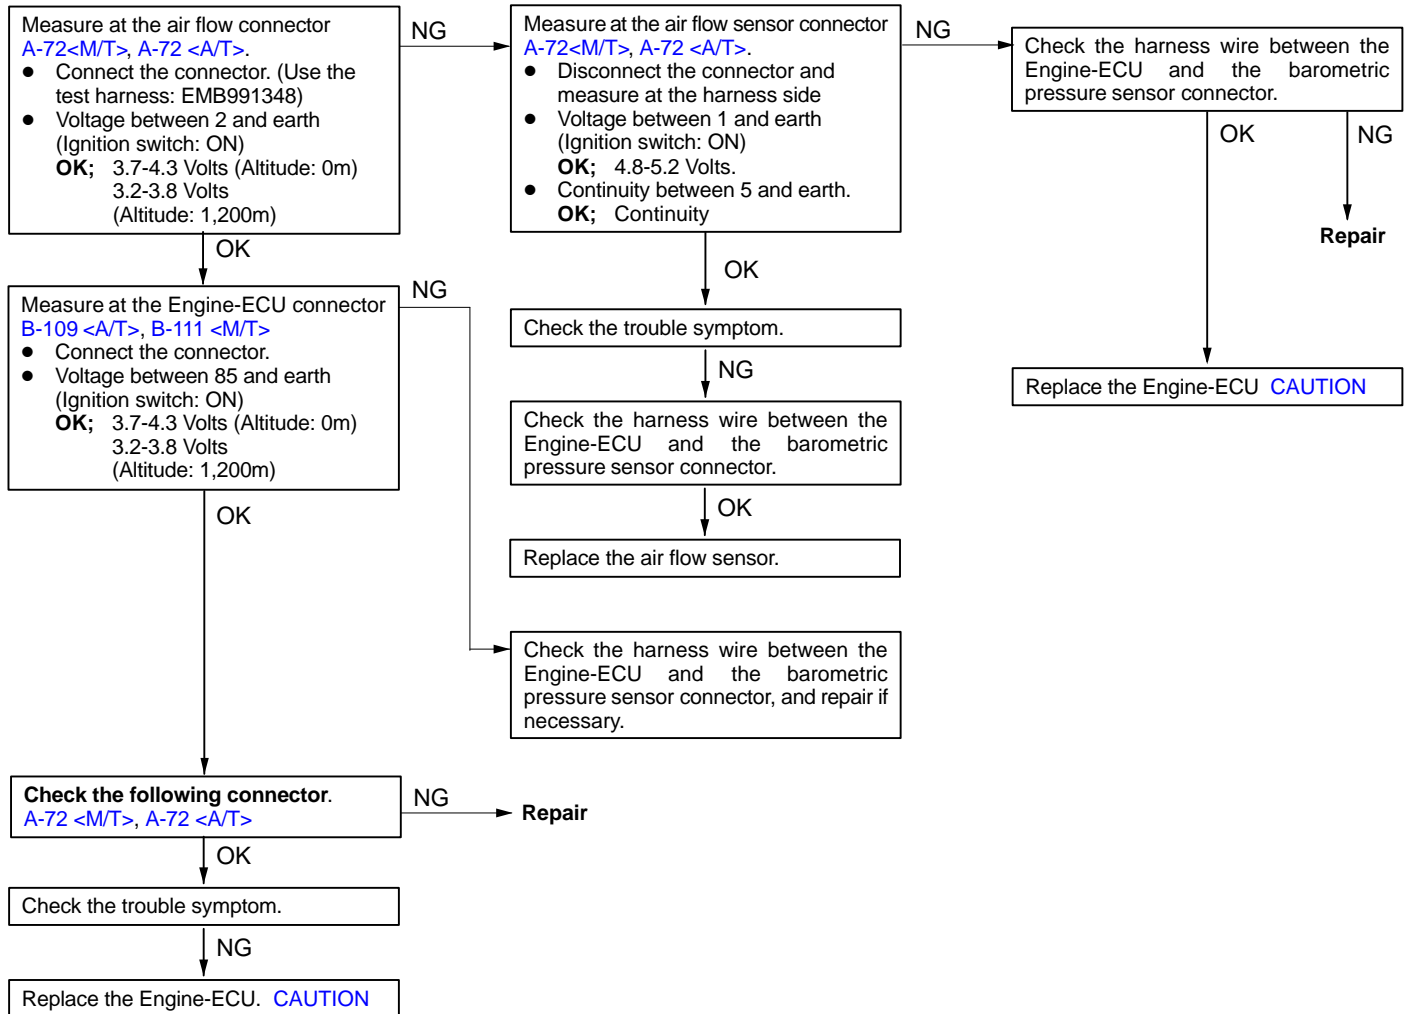 Measure at the air flow connector
A-72<M/T>, A-72 <A/T>.
● Connect the connector. (Use the
test harness: EMB991348)
● Voltage between 2 and earth
(Ignition switch: ON)
OK; 3.7-4.3 Volts (Altitude: 0m)
3.2-3.8 Volts
(Altitude: 1,200m)
NG
OK
Measure at the air flow sensor connector
A-72<M/T>, A-72 <A/T>.
● Disconnect the connector and
measure at the harness side
● Voltage between 1 and earth
(Ignition switch: ON)
OK; 4.8-5.2 Volts.
● Continuity between 5 and earth.
OK; Continuity
NG
OK
Check the harness wire between the
Engine-ECU and the barometric
pressure sensor connector.
OK
NG
Repair
Replace the Engine-ECU CAUTION
Measure at the Engine-ECU connector
B-109 <A/T>, B-111 <M/T>
● Connect the connector.
● Voltage between 85 and earth
(Ignition switch: ON)
OK; 3.7-4.3 Volts (Altitude: 0m)
3.2-3.8 Volts
(Altitude: 1,200m)
NG
OK
Check the trouble symptom.
NG
Check the harness wire between the
Engine-ECU and the barometric
pressure sensor connector.
OK
Replace the air flow sensor.
Check the harness wire between the
Engine-ECU and the barometric
pressure sensor connector, and repair if
necessary.
Check the following connector.
A-72 <M/T>, A-72 <A/T>
NG
Repair
OK
Check the trouble symptom.
NG
Replace the Engine-ECU. CAUTION